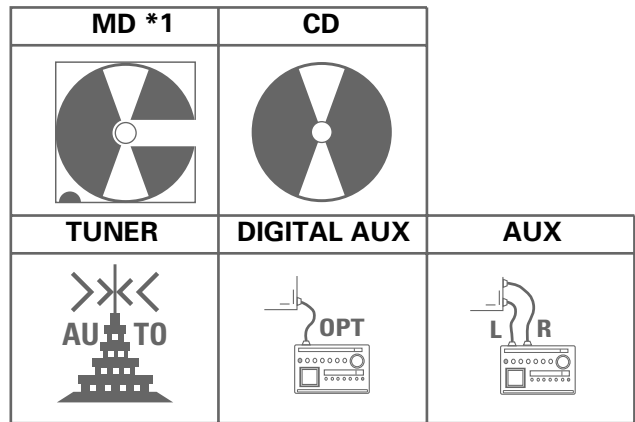 MD *1
CD
TUNER
DIGITAL AUX
AUX
AU TO
OPT
L R